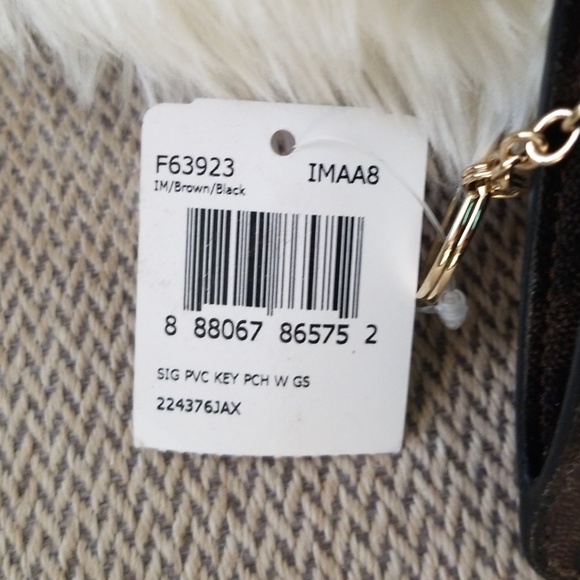 F63923 IMAA8
IM/Brown/Black
8 88067 86575 2
SIG PVC KEY PCH W GS
224376JAX